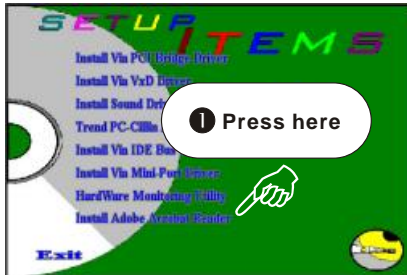 SETUP ITEMS
Install Via PCI Bridge Driver
Install Via VxD Driver
Install Sound
Trend PC-Cillin
Install Via IDE Bus
Install Via Mini-Port Driver
HardWare Monitoring Utility
Install Adobe Acrobat Reader
❶ Press here
Exit